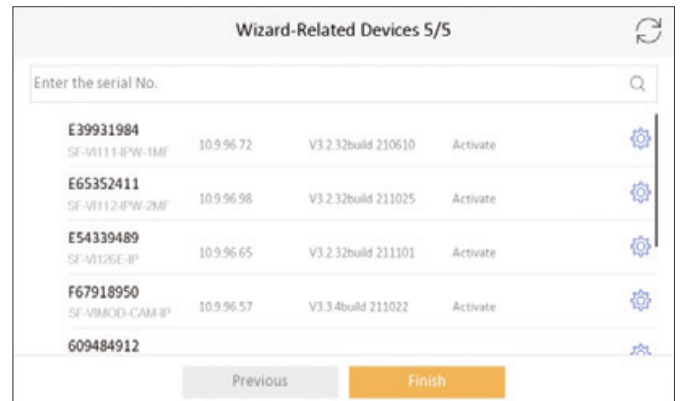 Wizard-Related Devices 5/5
Enter the serial No.
E39931984
SF-VI111-IPW-1MF 10.9.96.72 V3.2.32build 210610 Activate
E65352411
SF-VI112-IPW-2MF 10.9.96.98 V3.2.32build 211025 Activate
E54339489
SF-VI126E-IP 10.9.96.65 V3.2.32build 211101 Activate
F67918950
SF-VIMOD-CAM-IP 10.9.96.57 V3.3.4build 211022 Activate
609484912
Previous Finish